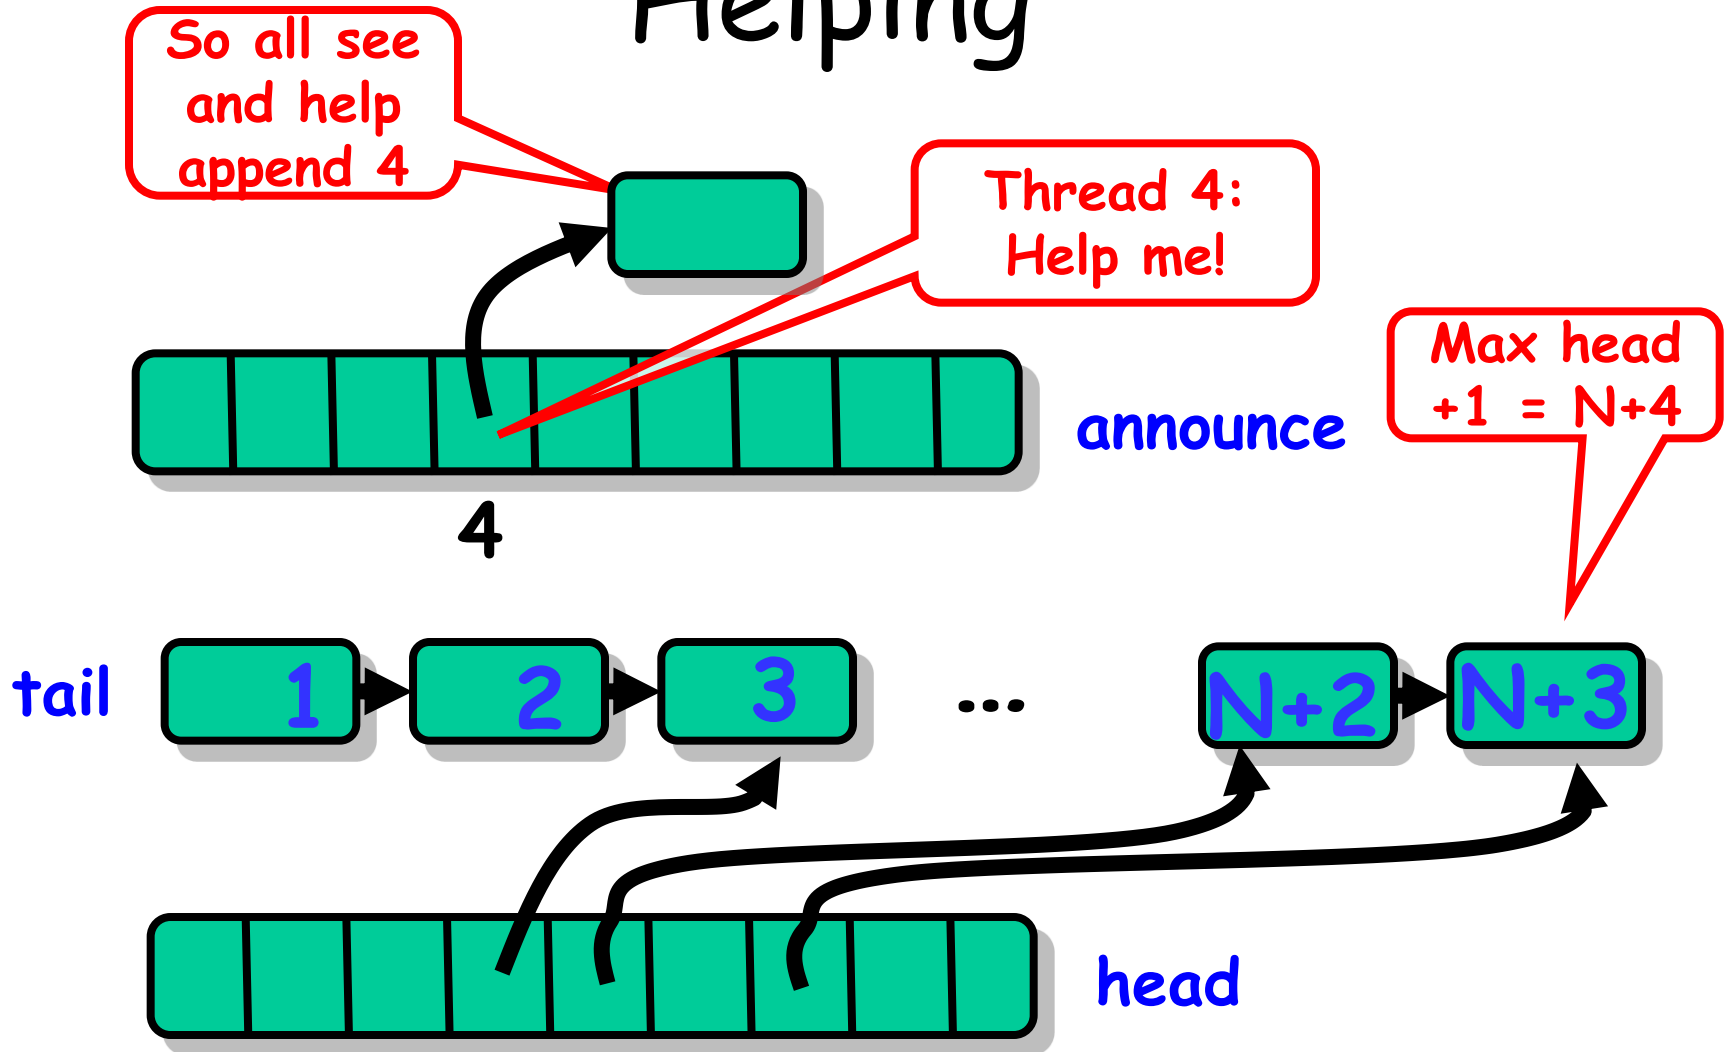 Helping
So all see
and help
append 4
Thread 4:
Help me!
Max head
+1 = N+4
announce
4
tail
1
2
3
...
N+2
N+3
head